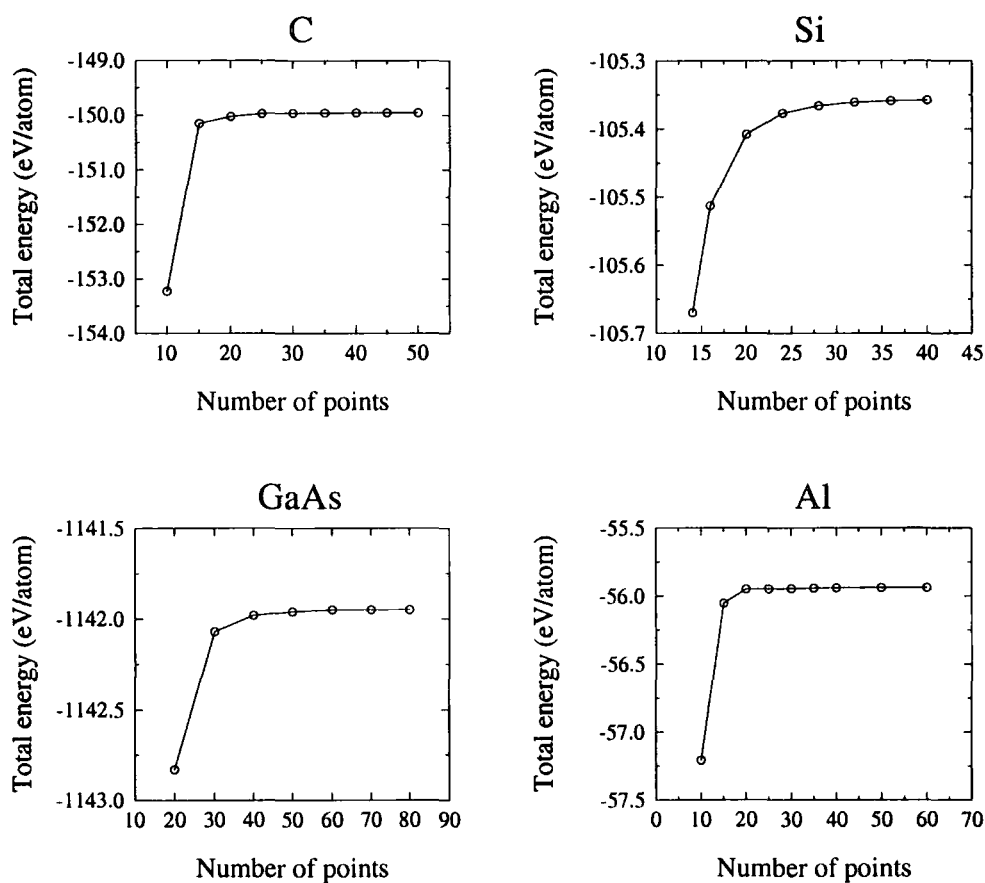 C
Total energy (eV/atom)
-149.0
-150.0
-151.0
-152.0
-153.0
-154.0
10 20 30 40 50
Number of points
Si
Total energy (eV/atom)
-105.3
-105.4
-105.5
-105.6
-105.7
10 15 20 25 30 35 40 45
Number of points
GaAs
Total energy (eV/atom)
-1141.5
-1142.0
-1142.5
-1143.0
10 20 30 40 50 60 70 80 90
Number of points
Al
Total energy (eV/atom)
-55.5
-56.0
-56.5
-57.0
-57.5
0 10 20 30 40 50 60 70
Number of points